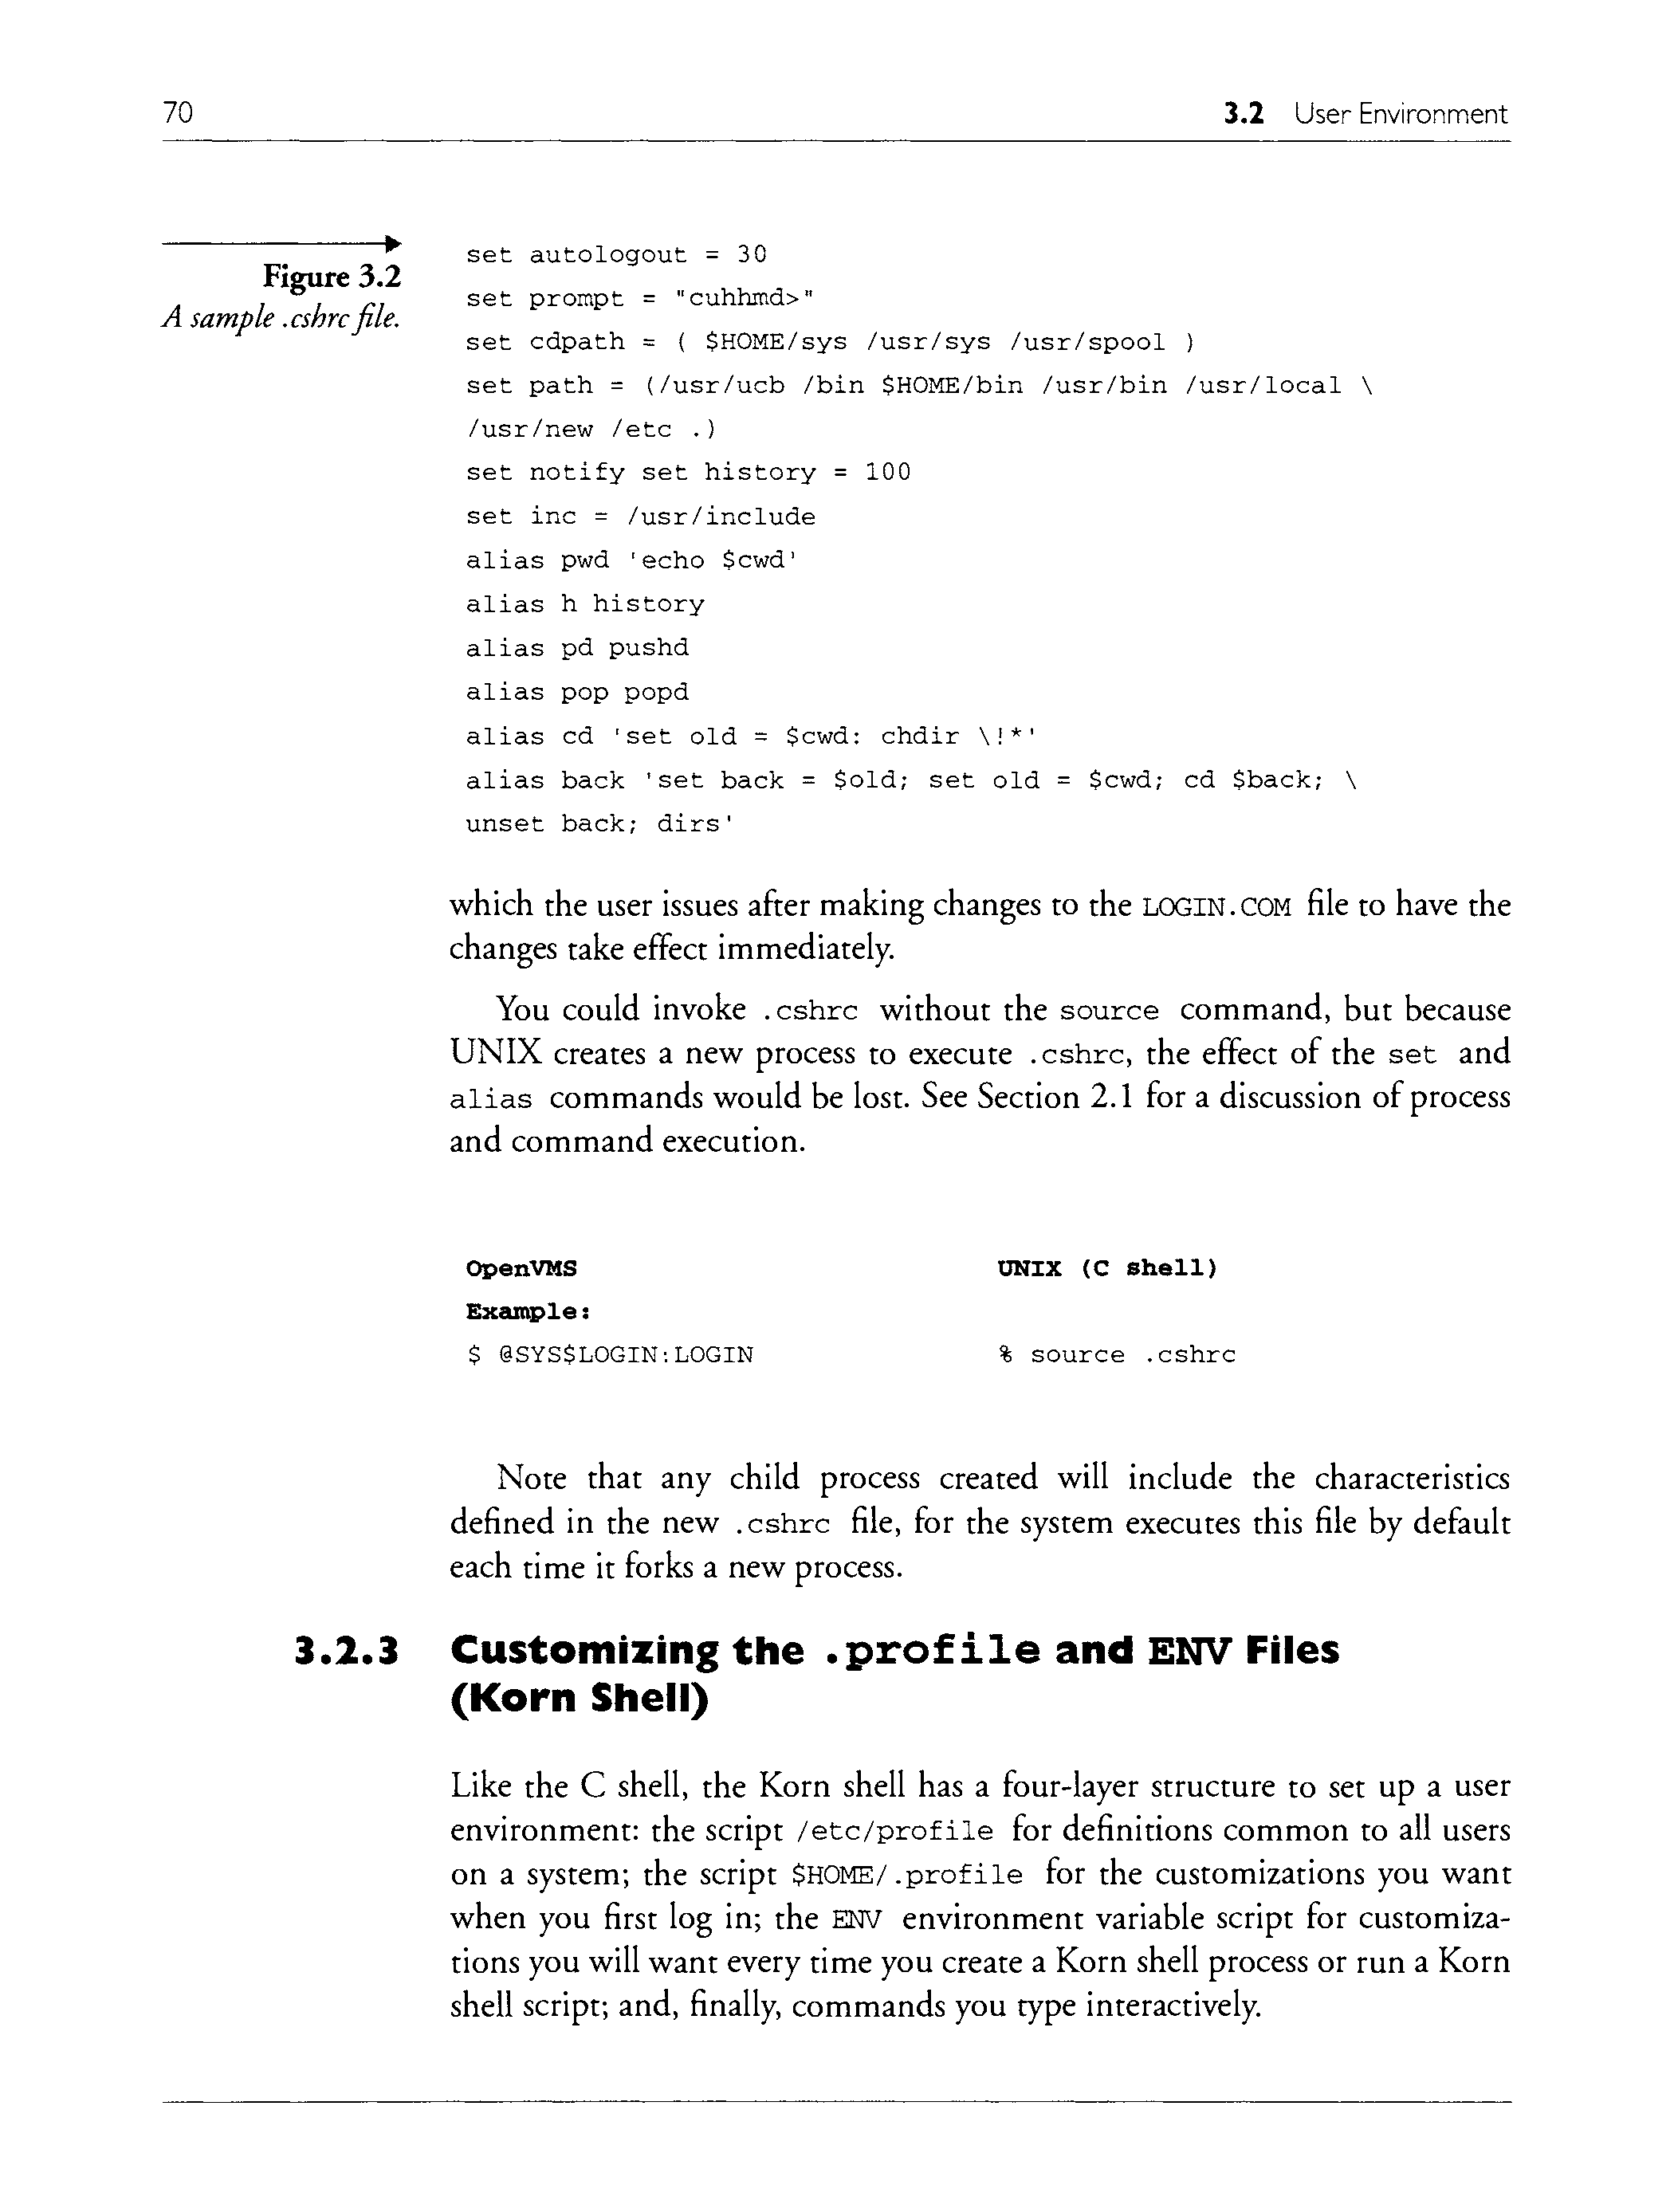 70
3.2 User Environment
Figure 3.2
A sample .cshrc file.
set autologout = 30
set prompt = "cuhhmd>"
set cdpath = ( $HOME/sys /usr/sys /usr/spool )
set path = (/usr/ucb /bin $HOME/bin /usr/bin /usr/local \
/usr/new /etc .)
set notify set history = 100
set inc = /usr/include
alias pwd 'echo $cwd'
alias h history
alias pd pushd
alias pop popd
alias cd 'set old = $cwd: chdir \!*'
alias back 'set back = $old; set old = $cwd; cd $back; \
unset back; dirs'
which the user issues after making changes to the LOGIN.COM file to have the
changes take effect immediately.
You could invoke .cshrc without the source command, but because
UNIX creates a new process to execute .cshrc, the effect of the set and
alias commands would be lost. See Section 2.1 for a discussion of process
and command execution.
OpenVMS UNIX (C shell)
Example:
$ @SYS$LOGIN:LOGIN % source .cshrc
Note that any child process created will include the characteristics
defined in the new .cshrc file, for the system executes this file by default
each time it forks a new process.
3.2.3 Customizing the .profile and ENV Files
(Korn Shell)
Like the C shell, the Korn shell has a four-layer structure to set up a user
environment: the script /etc/profile for definitions common to all users
on a system; the script $HOME/.profile for the customizations you want
when you first log in; the ENV environment variable script for customiza-
tions you will want every time you create a Korn shell process or run a Korn
shell script; and, finally, commands you type interactively.